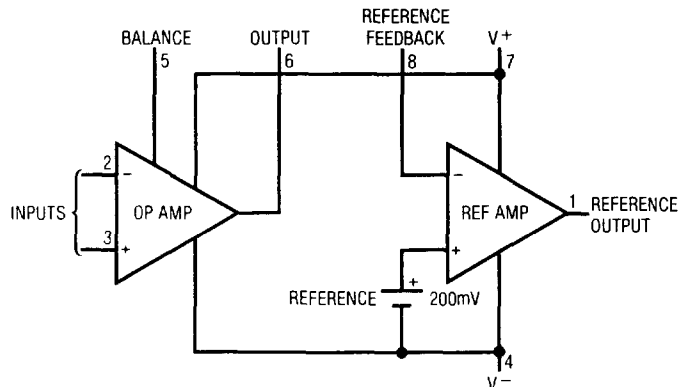 REFERENCE
FEEDBACK
BALANCE
OUTPUT
V+
5
6
8
7
2
−
OP AMP
INPUTS
3
+
−
REF AMP
1
REFERENCE
OUTPUT
+
+
REFERENCE
200mV
4
V−